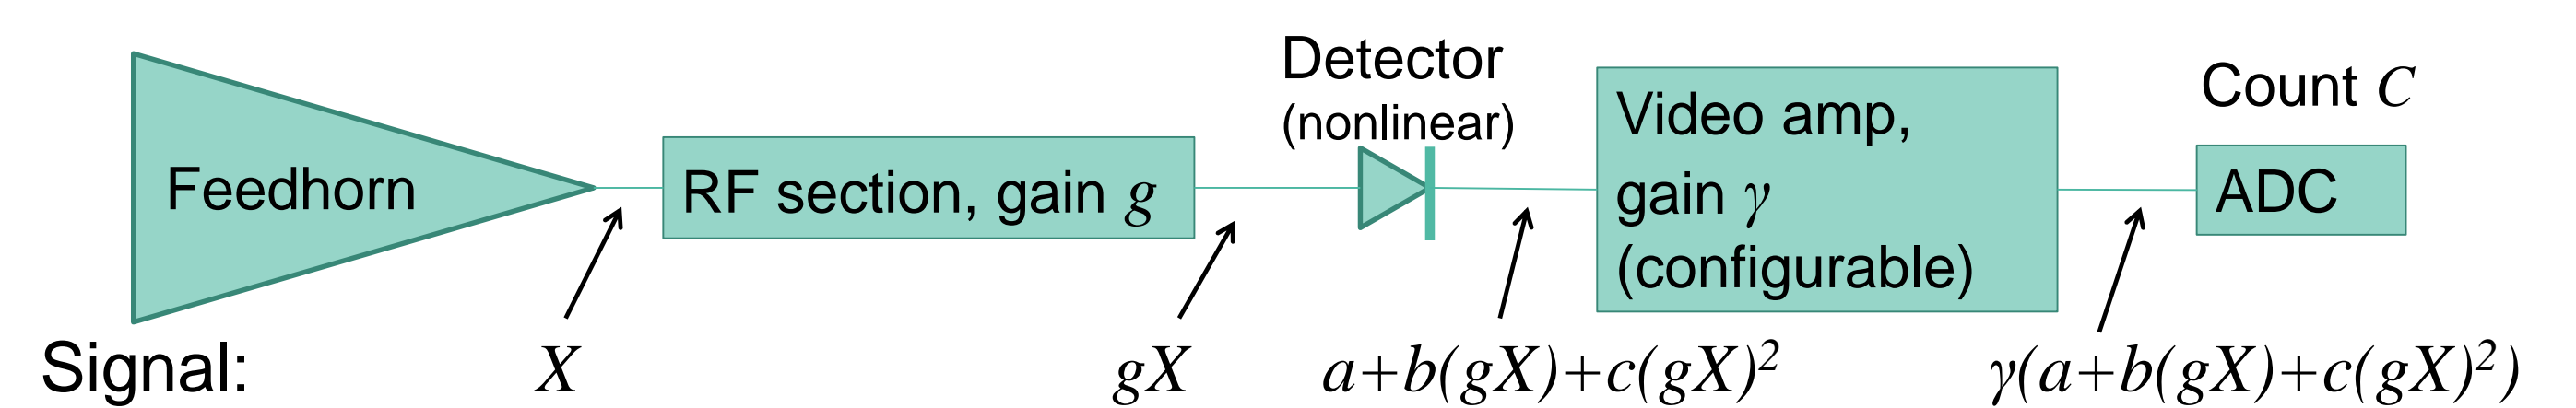 Feedhorn
RF section, gain g
Detector
(nonlinear)
Video amp,
gain γ
(configurable)
Count C
ADC
Signal:
X
gX
a+b(gX)+c(gX)²
γ(a+b(gX)+c(gX)²)